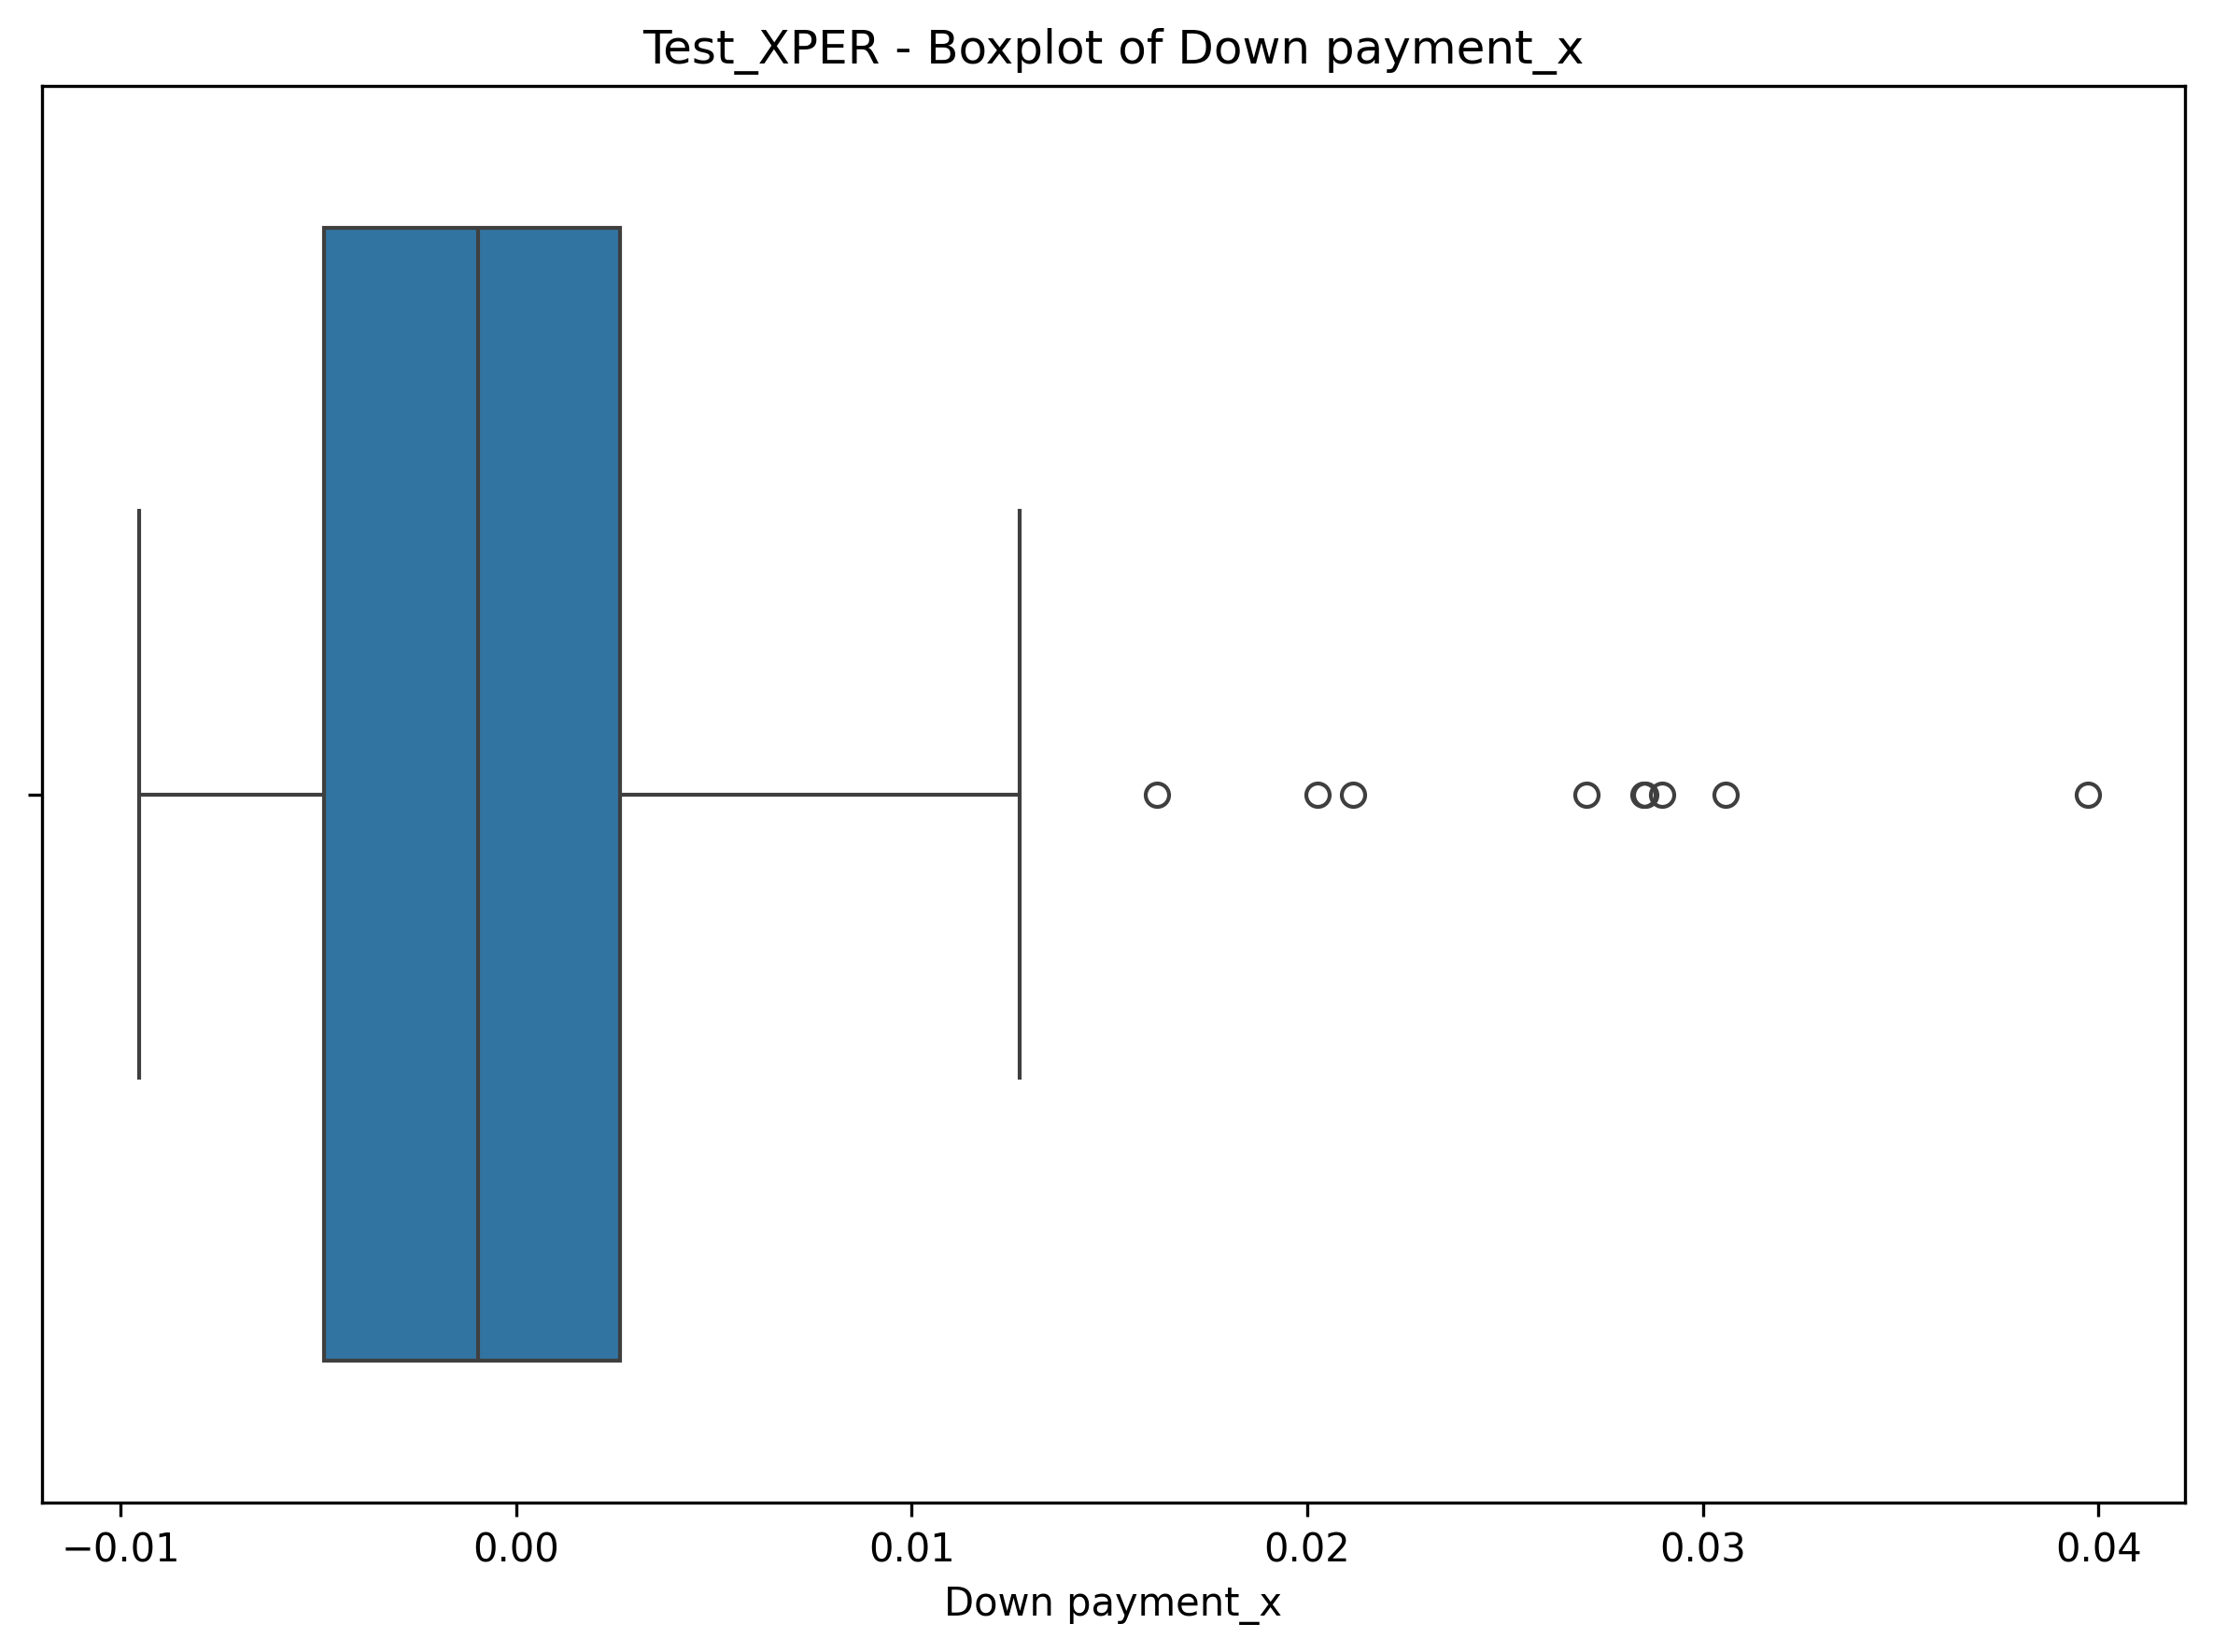 Test_XPER - Boxplot of Down payment_x
−0.01 0.00 0.01 0.02 0.03 0.04
Down payment_x